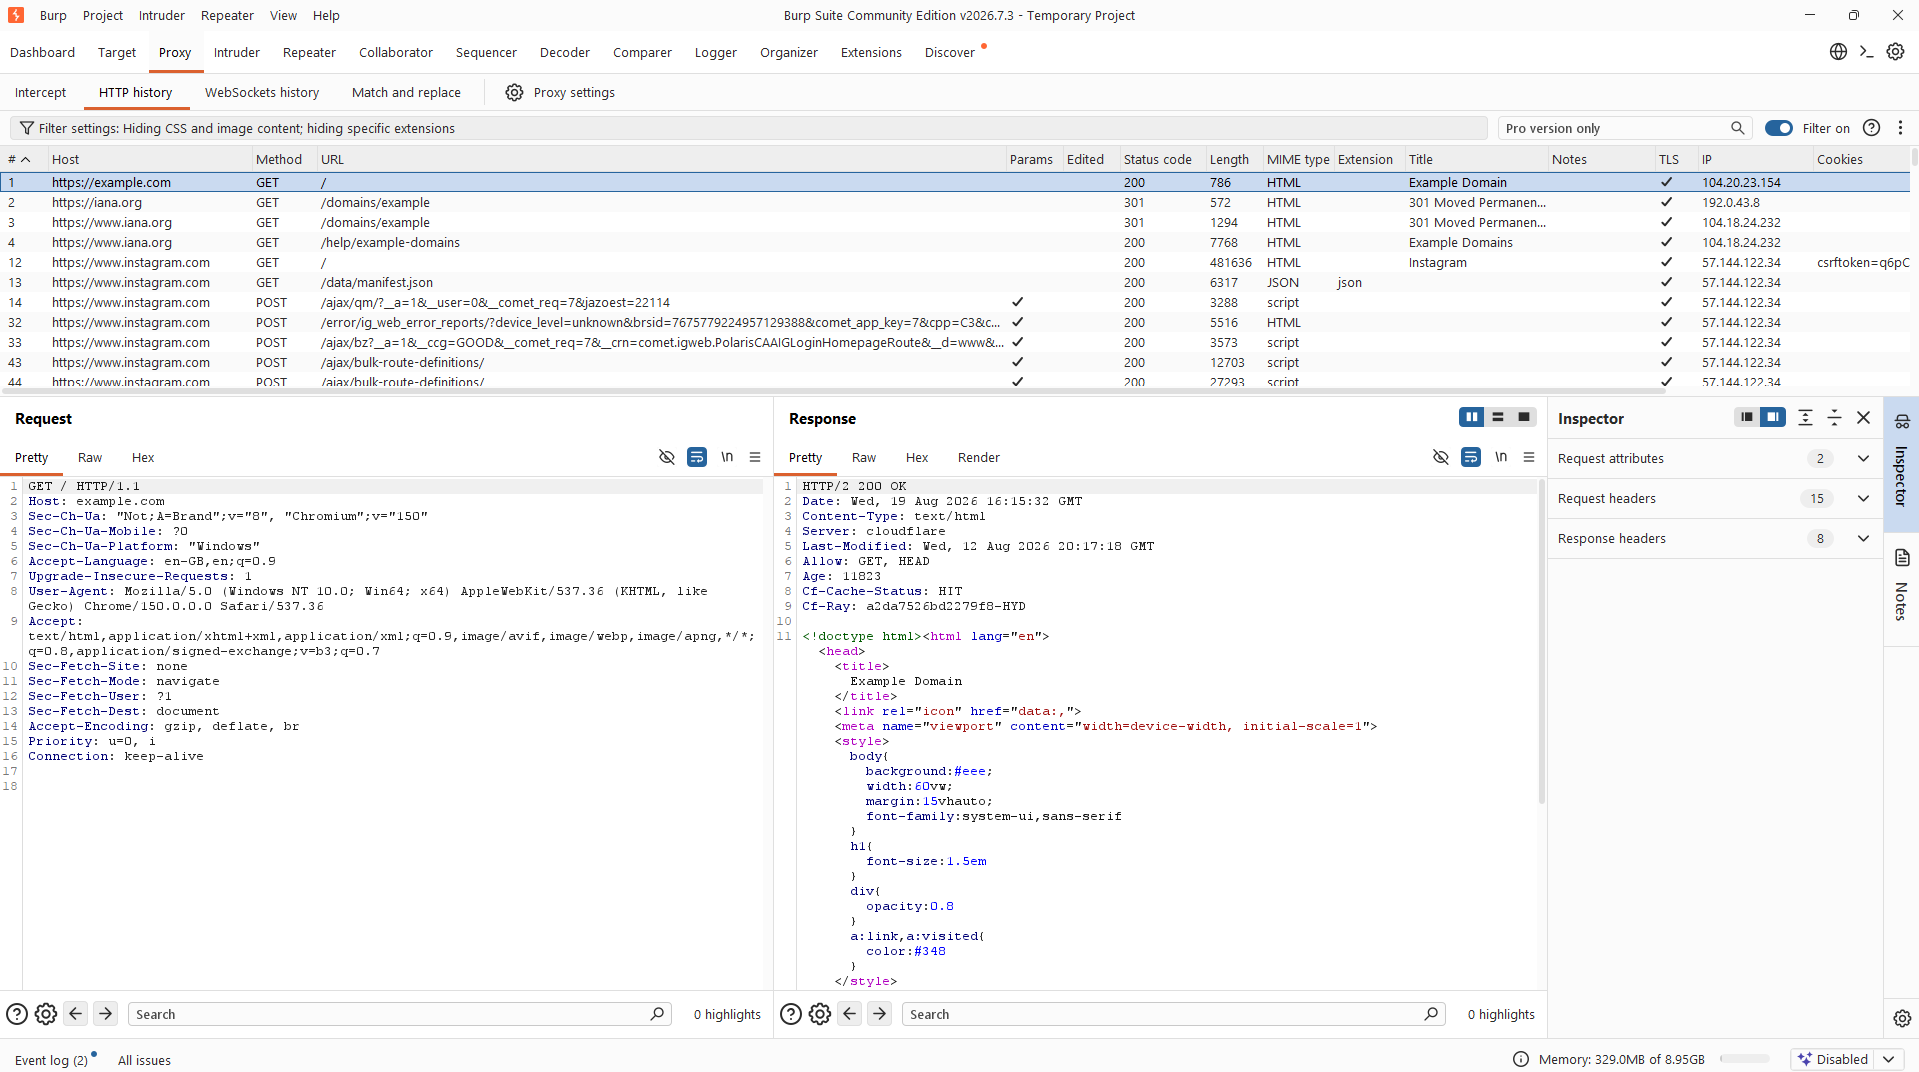 Burp Project Intruder Repeater View Help
Burp Suite Community Edition v2026.7.3 - Temporary Project
Dashboard Target Proxy Intruder Repeater Collaborator Sequencer Decoder Comparer Logger Organizer Extensions Discover
Intercept HTTP history WebSockets history Match and replace Proxy settings
Filter settings: Hiding CSS and image content; hiding specific extensions
Pro version only
Filter on
# Host Method URL Params Edited Status code Length MIME type Extension Title Notes TLS IP Cookies
1 https://example.com GET / 200 786 HTML Example Domain ✓ 104.20.23.154
2 https://iana.org GET /domains/example 301 572 HTML 301 Moved Permanen... ✓ 192.0.43.8
3 https://www.iana.org GET /domains/example 301 1294 HTML 301 Moved Permanen... ✓ 104.18.24.232
4 https://www.iana.org GET /help/example-domains 200 7768 HTML Example Domains ✓ 104.18.24.232
12 https://www.instagram.com GET / 200 481636 HTML Instagram ✓ 57.144.122.34 csrftoken=q6pC
13 https://www.instagram.com GET /data/manifest.json 200 6317 JSON json ✓ 57.144.122.34
14 https://www.instagram.com POST /ajax/qm/?__a=1&__user=0&__comet_req=7&jazoest=22114 ✓ 200 3288 script ✓ 57.144.122.34
32 https://www.instagram.com POST /error/ig_web_error_reports/?device_level=unknown&brsid=7675779224957129388&comet_app_key=7&cpp=C3&c... ✓ 200 5516 HTML ✓ 57.144.122.34
33 https://www.instagram.com POST /ajax/bz?__a=1&__ccg=GOOD&__comet_req=7&__crn=comet.igweb.PolarisCAAIGLoginHomepageRoute&__d=www&... ✓ 200 3573 script ✓ 57.144.122.34
43 https://www.instagram.com POST /ajax/bulk-route-definitions/ ✓ 200 12703 script ✓ 57.144.122.34
44 https://www.instagram.com POST /ajax/bulk-route-definitions/ ✓ 200 27293 script ✓ 57.144.122.34
Request
Pretty Raw Hex \n
1 GET / HTTP/1.1
2 Host: example.com
3 Sec-Ch-Ua: "Not;A=Brand";v="8", "Chromium";v="150"
4 Sec-Ch-Ua-Mobile: ?0
5 Sec-Ch-Ua-Platform: "Windows"
6 Accept-Language: en-GB,en;q=0.9
7 Upgrade-Insecure-Requests: 1
8 User-Agent: Mozilla/5.0 (Windows NT 10.0; Win64; x64) AppleWebKit/537.36 (KHTML, like
Gecko) Chrome/150.0.0.0 Safari/537.36
9 Accept:
text/html,application/xhtml+xml,application/xml;q=0.9,image/avif,image/webp,image/apng,*/*;
q=0.8,application/signed-exchange;v=b3;q=0.7
10 Sec-Fetch-Site: none
11 Sec-Fetch-Mode: navigate
12 Sec-Fetch-User: ?1
13 Sec-Fetch-Dest: document
14 Accept-Encoding: gzip, deflate, br
15 Priority: u=0, i
16 Connection: keep-alive
17
18
Search
0 highlights
Response
Pretty Raw Hex Render \n
1 HTTP/2 200 OK
2 Date: Wed, 19 Aug 2026 16:15:32 GMT
3 Content-Type: text/html
4 Server: cloudflare
5 Last-Modified: Wed, 12 Aug 2026 20:17:18 GMT
6 Allow: GET, HEAD
7 Age: 11823
8 Cf-Cache-Status: HIT
9 Cf-Ray: a2da7526bd2279f8-HYD
10
11 <!doctype html><html lang="en">
<head>
<title>
Example Domain
</title>
<link rel="icon" href="data:,">
<meta name="viewport" content="width=device-width, initial-scale=1">
<style>
body{
background:#eee;
width:60vw;
margin:15vhauto;
font-family:system-ui,sans-serif
}
h1{
font-size:1.5em
}
div{
opacity:0.8
}
a:link,a:visited{
color:#348
}
</style>
Search
0 highlights
Inspector
Request attributes 2
Request headers 15
Response headers 8
Inspector
Notes
Event log (2) All issues
Memory: 329.0MB of 8.95GB
Disabled